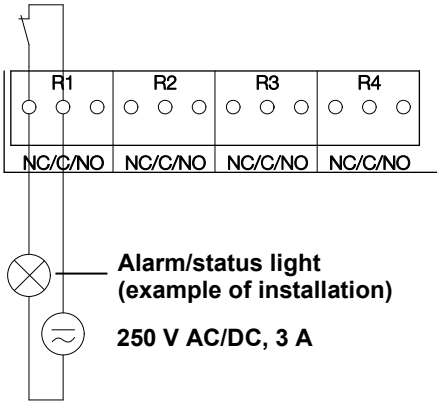 R1 R2 R3 R4
NC/C/NO NC/C/NO NC/C/NO NC/C/NO
Alarm/status light
(example of installation)
250 V AC/DC, 3 A